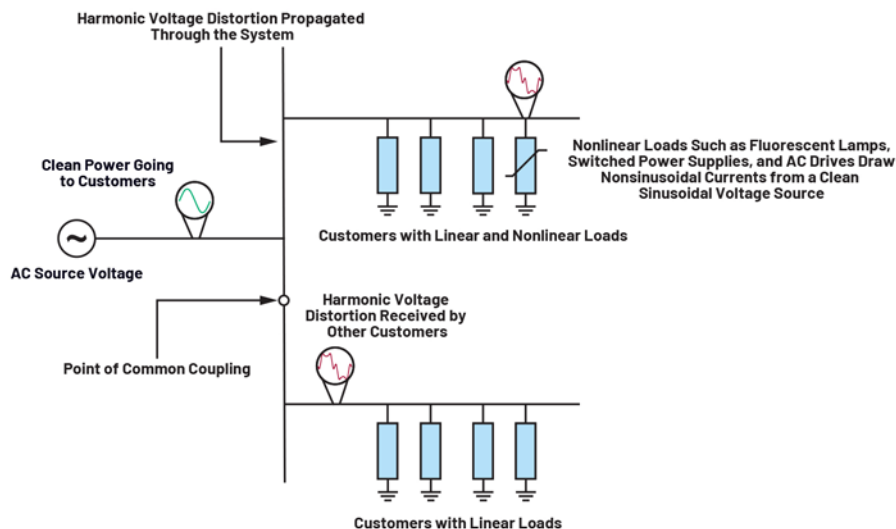 Harmonic Voltage Distortion Propagated
Through the System
Clean Power Going
to Customers
~
AC Source Voltage
Nonlinear Loads Such as Fluorescent Lamps,
Switched Power Supplies, and AC Drives Draw
Nonsinusoidal Currents from a Clean
Sinusoidal Voltage Source
Customers with Linear and Nonlinear Loads
Harmonic Voltage
Distortion Received by
Other Customers
Point of Common Coupling
Customers with Linear Loads